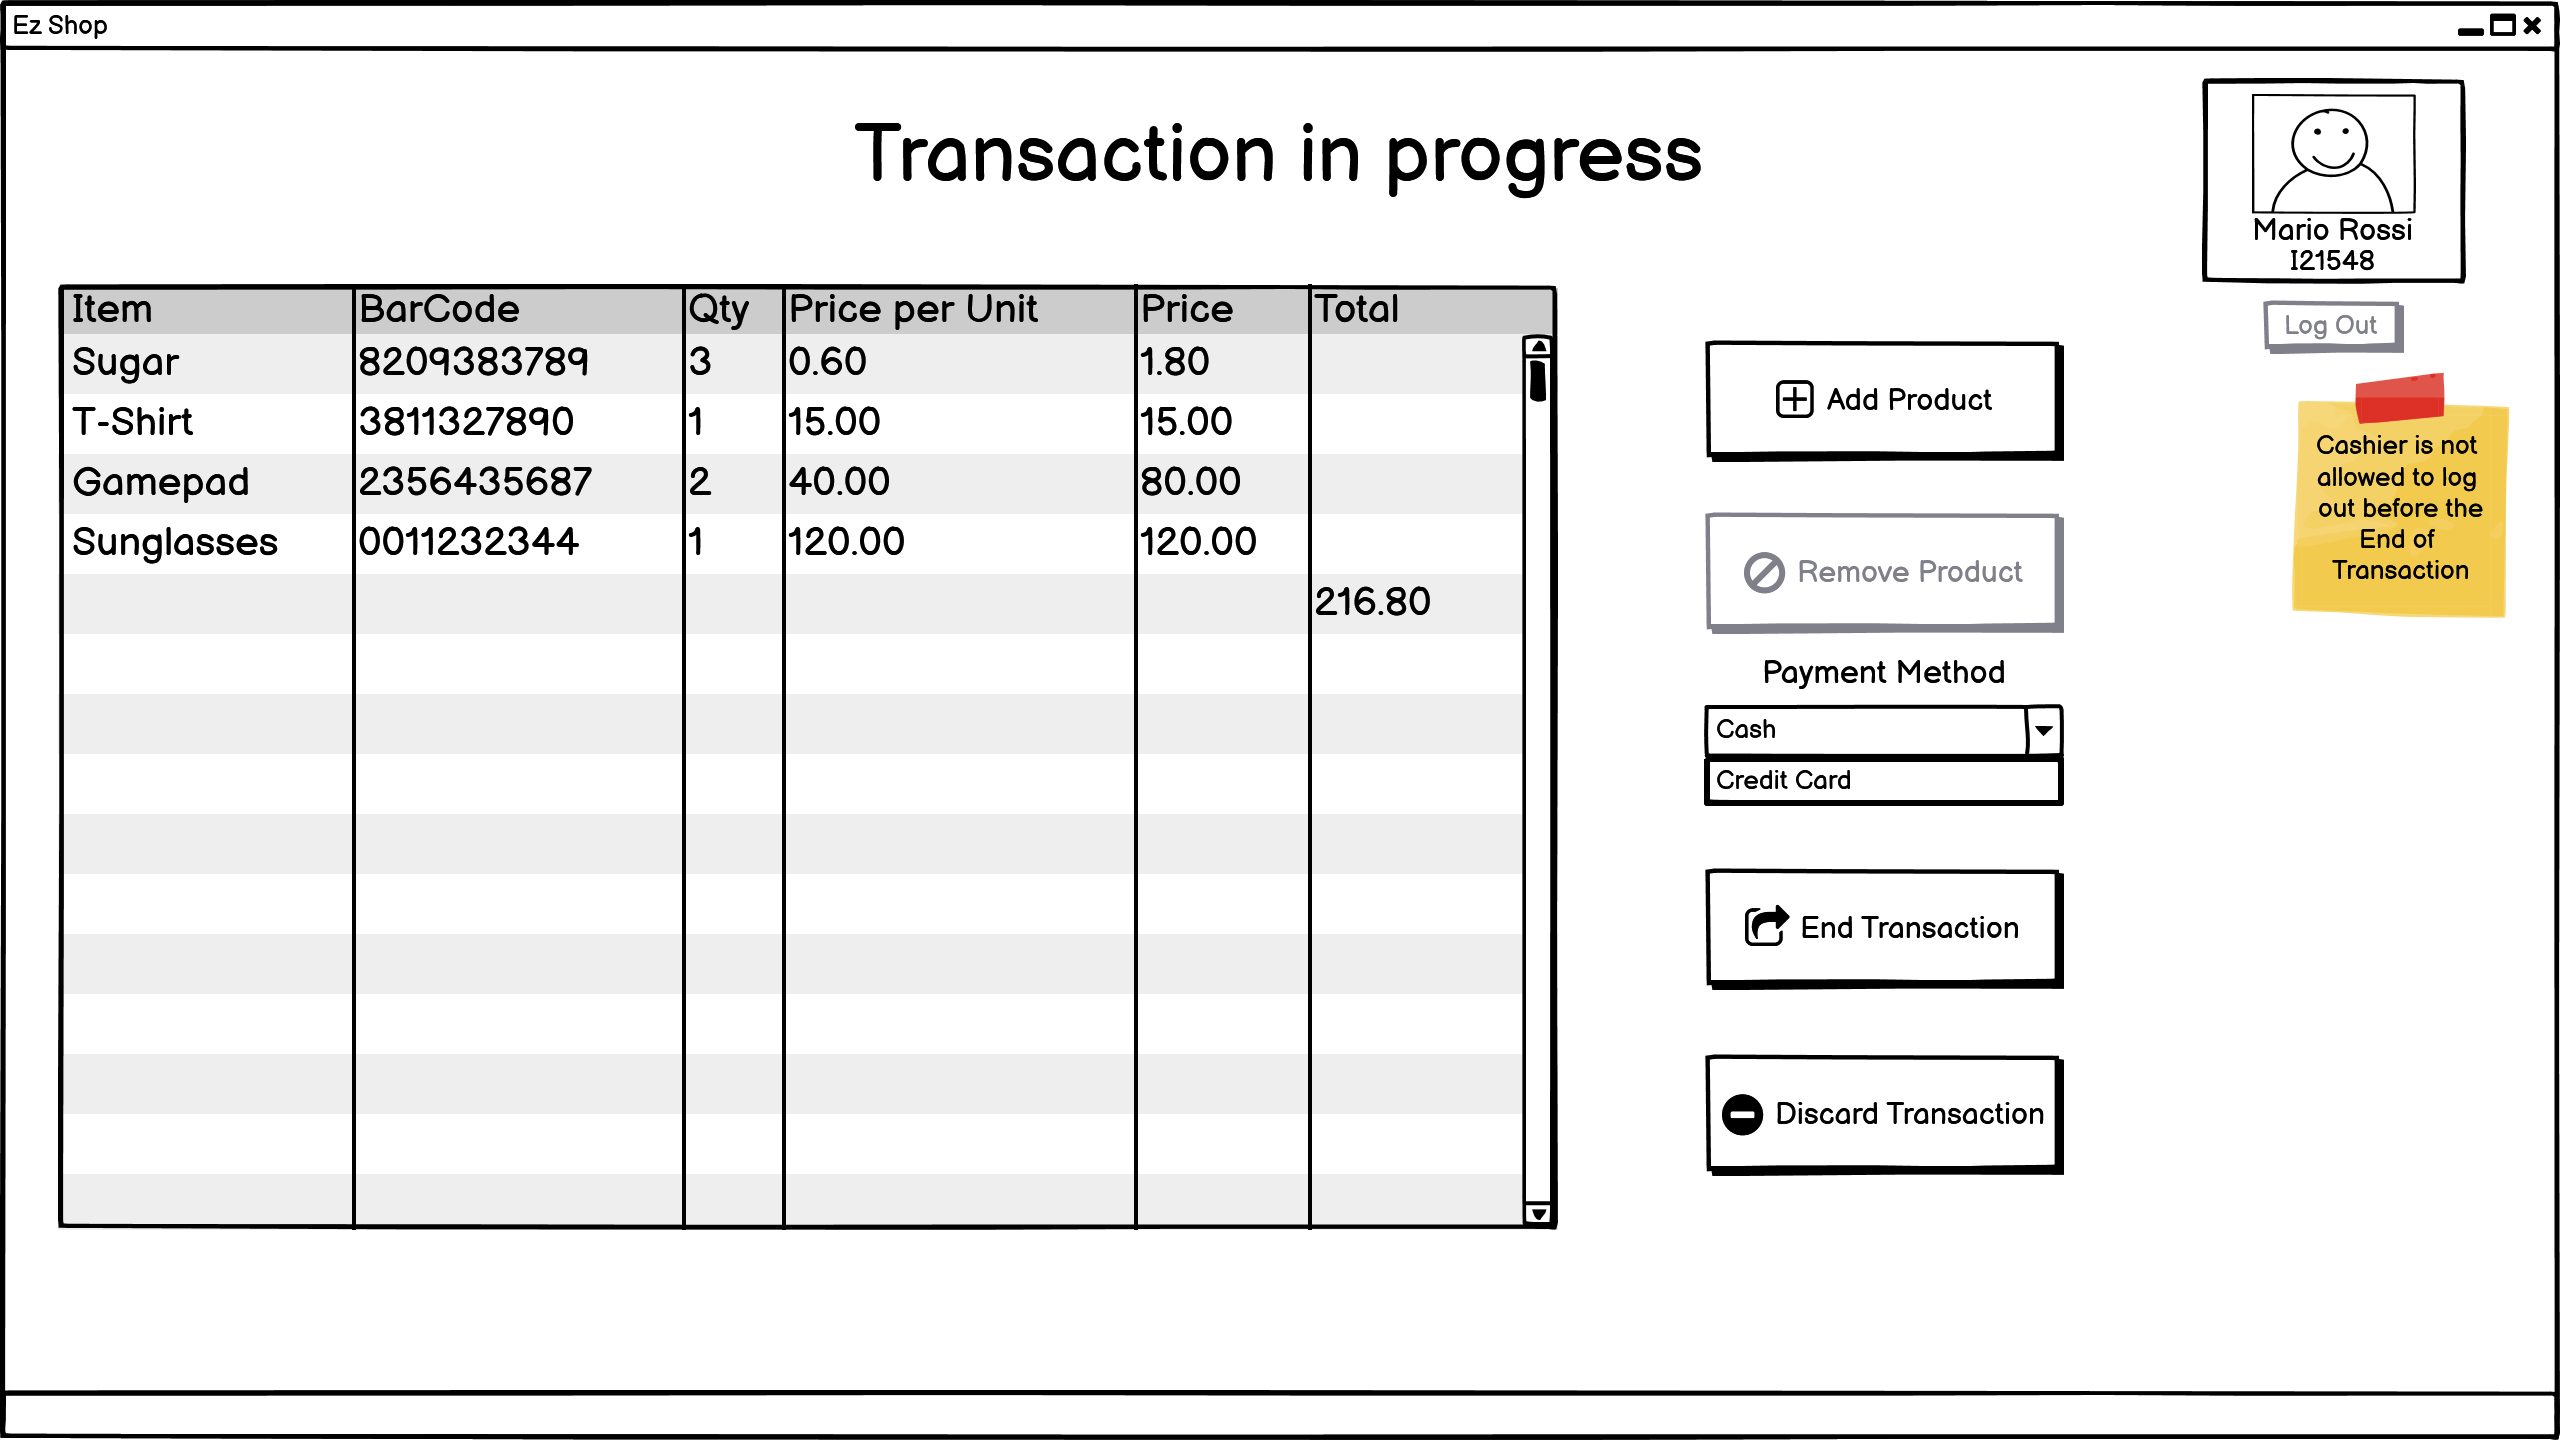 Ez Shop
Transaction in progress
Mario Rossi
I21548
Log Out
Cashier is not
allowed to log
out before the
End of
Transaction
Item BarCode Qty Price per Unit Price Total
Sugar 8209383789 3 0.60 1.80
T-Shirt 3811327890 1 15.00 15.00
Gamepad 2356435687 2 40.00 80.00
Sunglasses 0011232344 1 120.00 120.00
216.80
Add Product
Remove Product
Payment Method
Cash
Credit Card
End Transaction
Discard Transaction